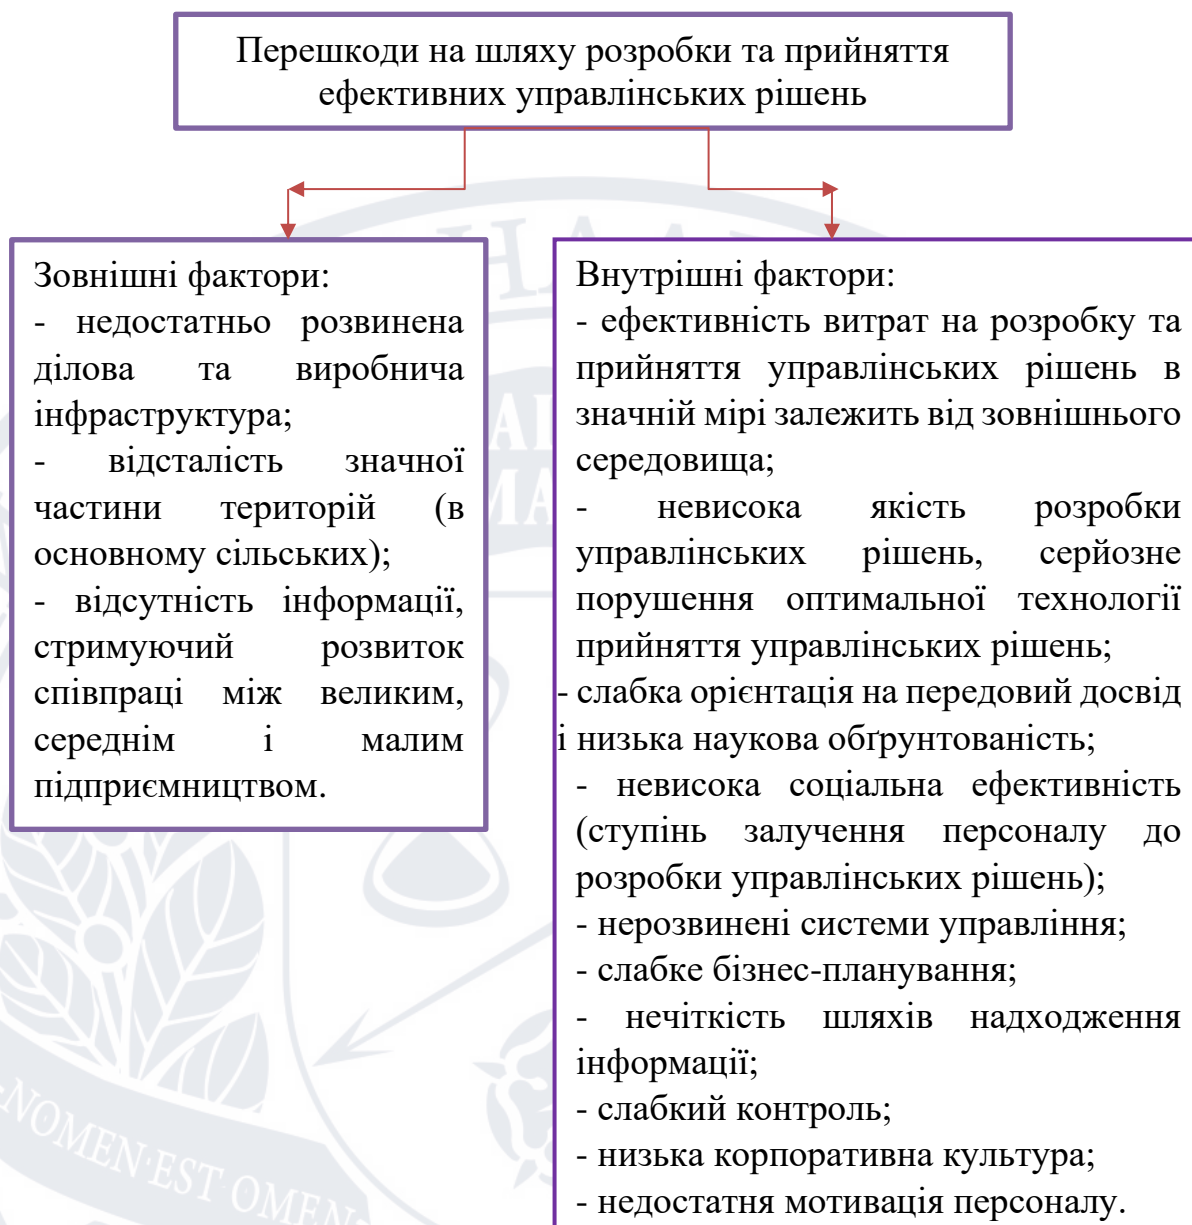 Перешкоди на шляху розробки та прийняття
ефективних управлінських рішень
Зовнішні фактори:
- недостатньо розвинена
ділова та виробнича
інфраструктура;
- відсталість значної
частини територій (в
основному сільських);
- відсутність інформації,
стримуючий розвиток
співпраці між великим,
середнім і малим
підприємництвом.
Внутрішні фактори:
- ефективність витрат на розробку та
прийняття управлінських рішень в
значній мірі залежить від зовнішнього
середовища;
- невисока якість розробки
управлінських рішень, серйозне
порушення оптимальної технології
прийняття управлінських рішень;
- слабка орієнтація на передовий досвід
і низька наукова обґрунтованість;
- невисока соціальна ефективність
(ступінь залучення персоналу до
розробки управлінських рішень);
- нерозвинені системи управління;
- слабке бізнес-планування;
- нечіткість шляхів надходження
інформації;
- слабкий контроль;
- низька корпоративна культура;
- недостатня мотивація персоналу.
NOMEN EST OMEN